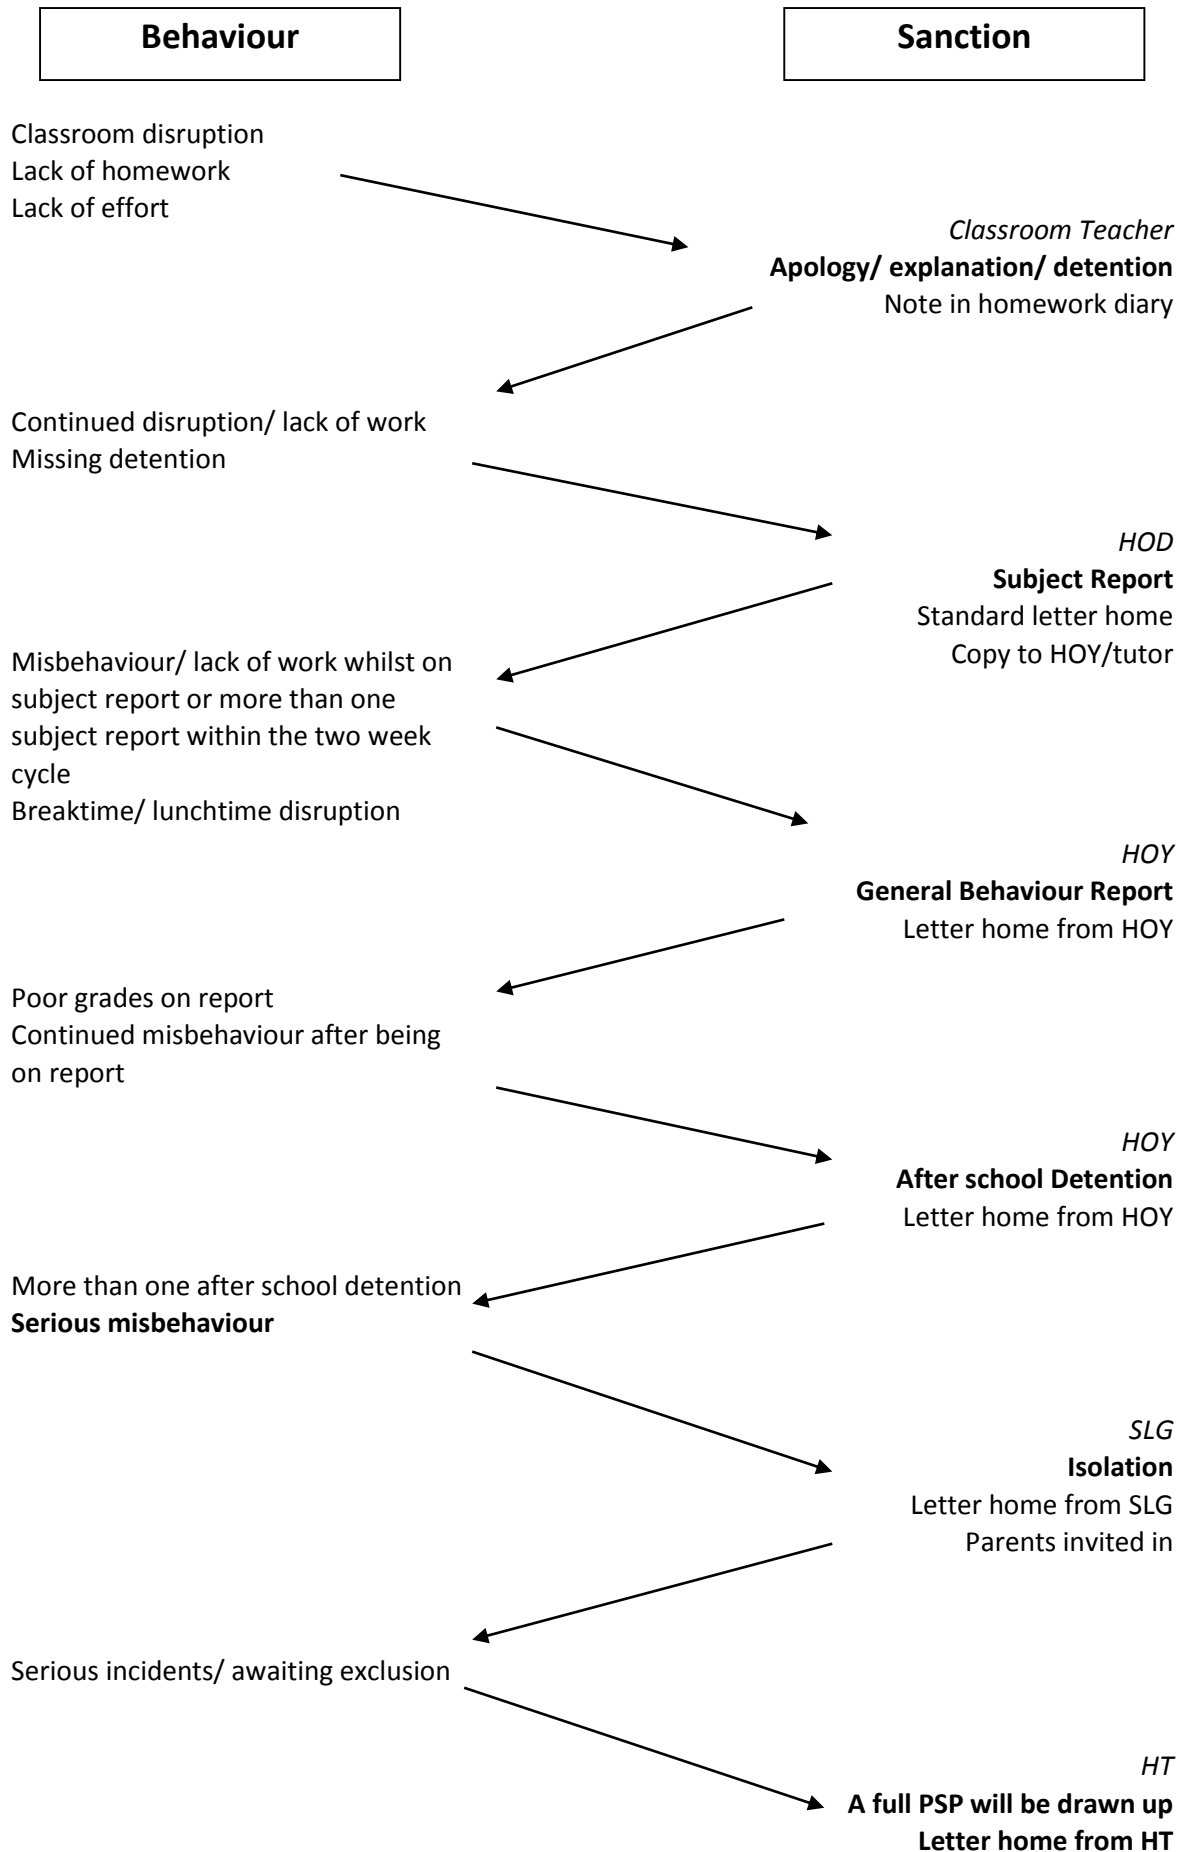 Behaviour
Sanction
Classroom disruption
Lack of homework
Lack of effort
Classroom Teacher
Apology/ explanation/ detention
Note in homework diary
Continued disruption/ lack of work
Missing detention
HOD
Subject Report
Standard letter home
Copy to HOY/tutor
Misbehaviour/ lack of work whilst on
subject report or more than one
subject report within the two week
cycle
Breaktime/ lunchtime disruption
HOY
General Behaviour Report
Letter home from HOY
Poor grades on report
Continued misbehaviour after being
on report
HOY
After school Detention
Letter home from HOY
More than one after school detention
Serious misbehaviour
SLG
Isolation
Letter home from SLG
Parents invited in
Serious incidents/ awaiting exclusion
HT
A full PSP will be drawn up
Letter home from HT